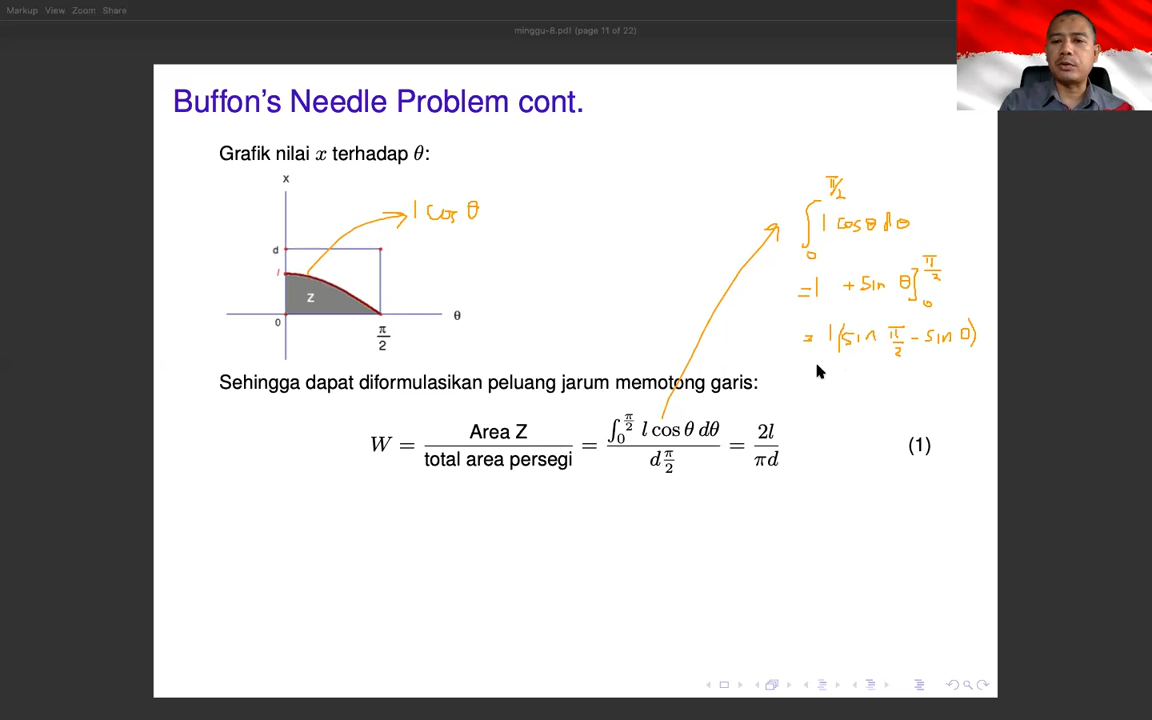 Markup View Zoom Share
minggu-8.pdf (page 11 of 22)
Buffon's Needle Problem cont.
Grafik nilai x terhadap θ:
x
d
l
0
Z
π/2
θ
l cos θ
∫₀^{π/2} l cos θ dθ
= l + sin θ]₀^{π/2}
= l (sin π/2 - sin 0)
Sehingga dapat diformulasikan peluang jarum memotong garis:
W = Area Z / total area persegi = ∫₀^{π/2} l cos θ dθ / d π/2 = 2l / πd (1)